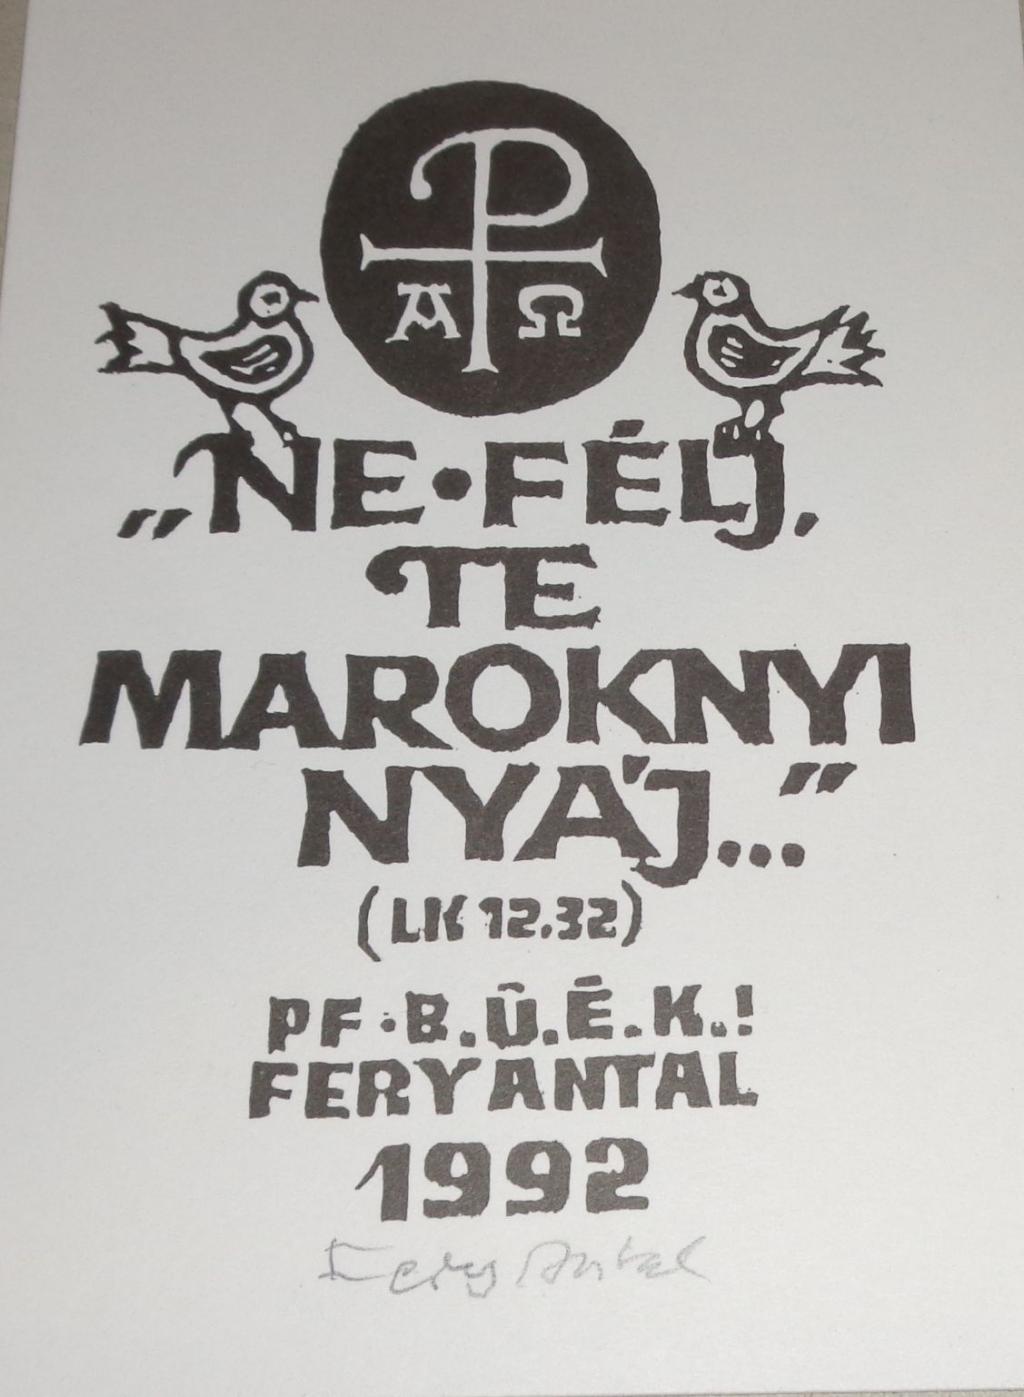 Α Ω
„NE·FÉLJ,
TE
MAROKNYI
NYÁJ..."
(LK 12.32)
PF·B.Ú.É.K.!
FERY ANTAL
1992
Fery Antal